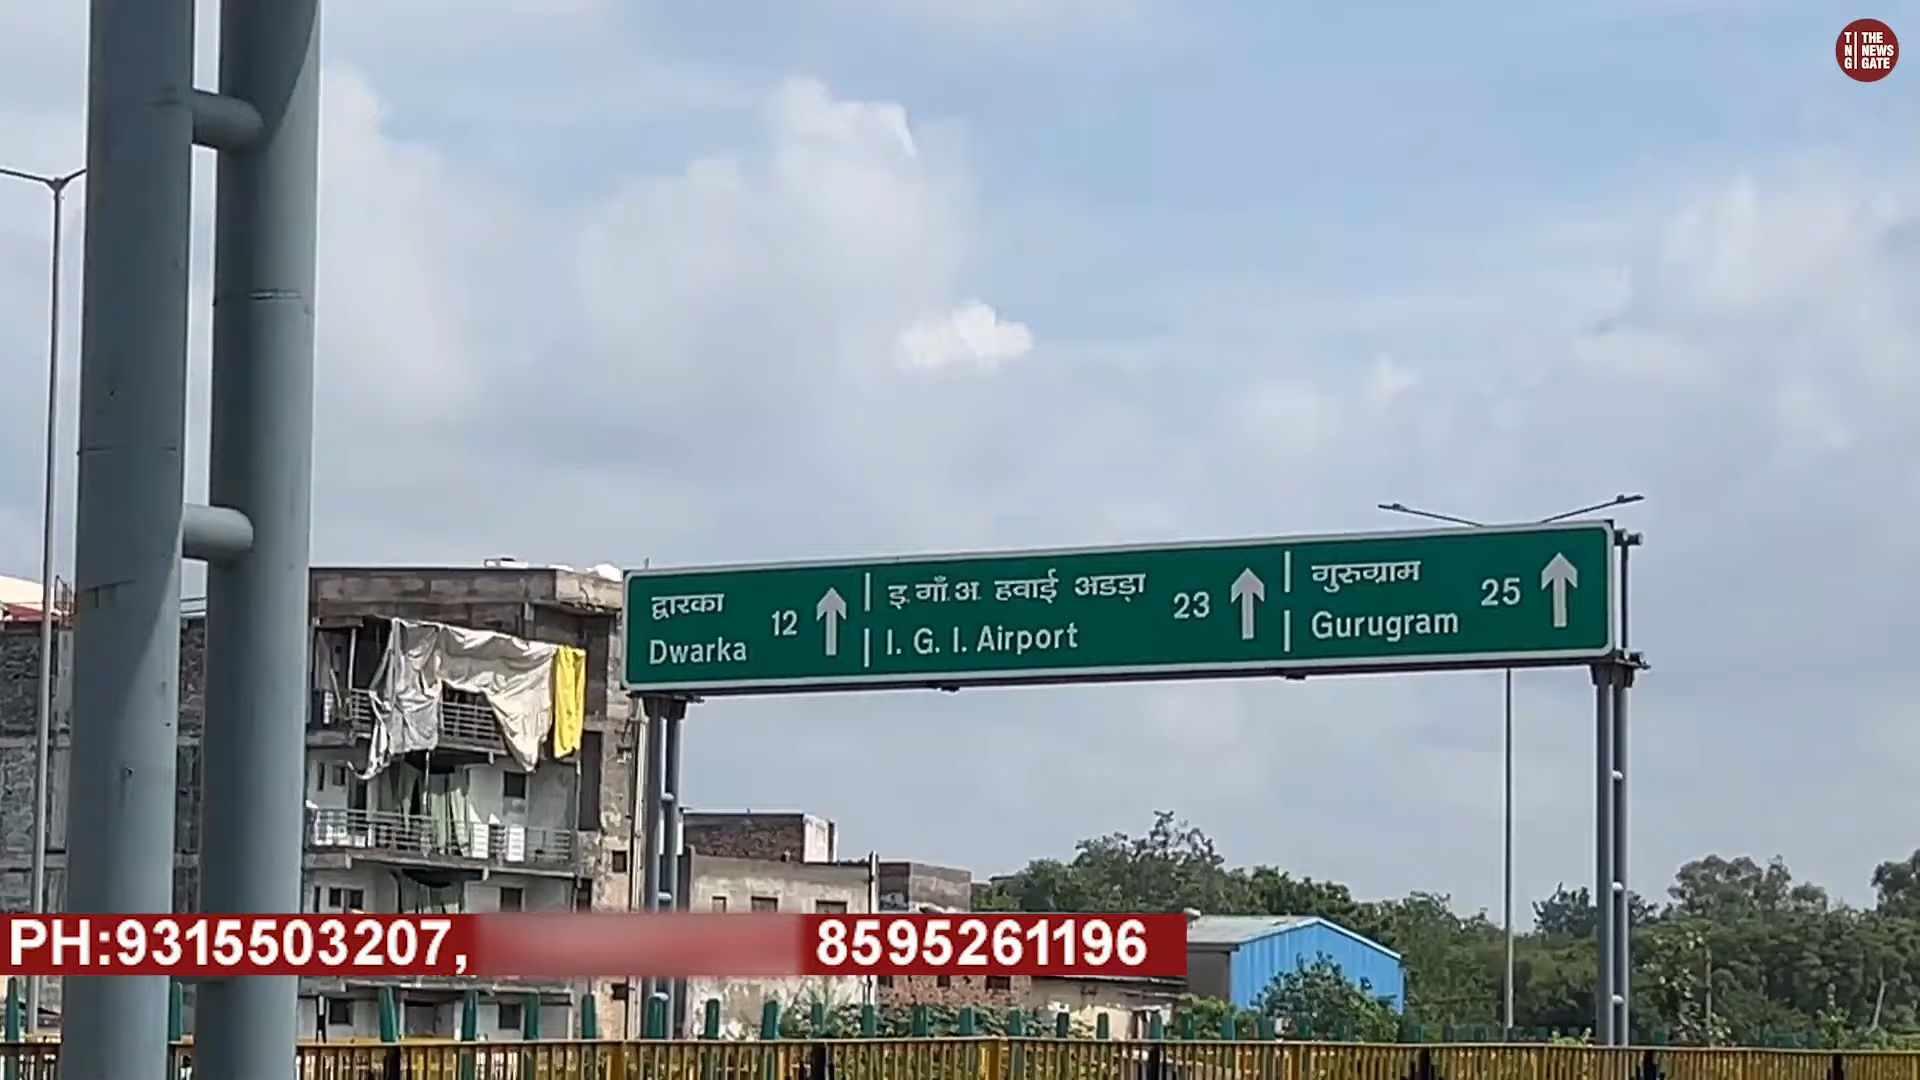 T THE
N NEWS
G GATE
द्वारका 12
Dwarka
इ.गाँ.अ. हवाई अडड़ा 23
I. G. I. Airport
गुरुग्राम 25
Gurugram
PH:9315503207, 8595261196